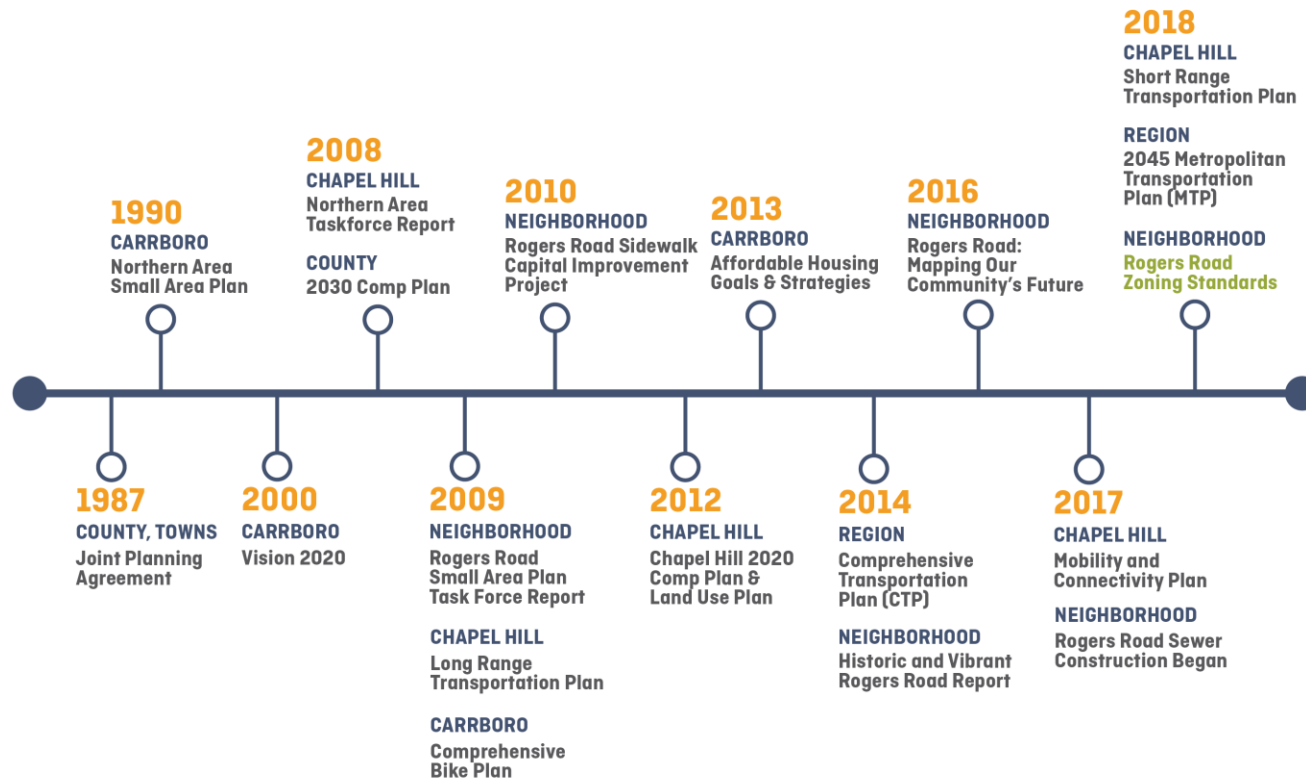 1987
COUNTY, TOWNS
Joint Planning
Agreement
1990
CARRBORO
Northern Area
Small Area Plan
2000
CARRBORO
Vision 2020
2008
CHAPEL HILL
Northern Area
Taskforce Report
COUNTY
2030 Comp Plan
2009
NEIGHBORHOOD
Rogers Road
Small Area Plan
Task Force Report
CHAPEL HILL
Long Range
Transportation Plan
CARRBORO
Comprehensive
Bike Plan
2010
NEIGHBORHOOD
Rogers Road Sidewalk
Capital Improvement
Project
2012
CHAPEL HILL
Chapel Hill 2020
Comp Plan &
Land Use Plan
2013
CARRBORO
Affordable Housing
Goals & Strategies
2014
REGION
Comprehensive
Transportation
Plan (CTP)
NEIGHBORHOOD
Historic and Vibrant
Rogers Road Report
2016
NEIGHBORHOOD
Rogers Road:
Mapping Our
Community's Future
2017
CHAPEL HILL
Mobility and
Connectivity Plan
NEIGHBORHOOD
Rogers Road Sewer
Construction Began
2018
CHAPEL HILL
Short Range
Transportation Plan
REGION
2045 Metropolitan
Transportation
Plan (MTP)
NEIGHBORHOOD
Rogers Road
Zoning Standards